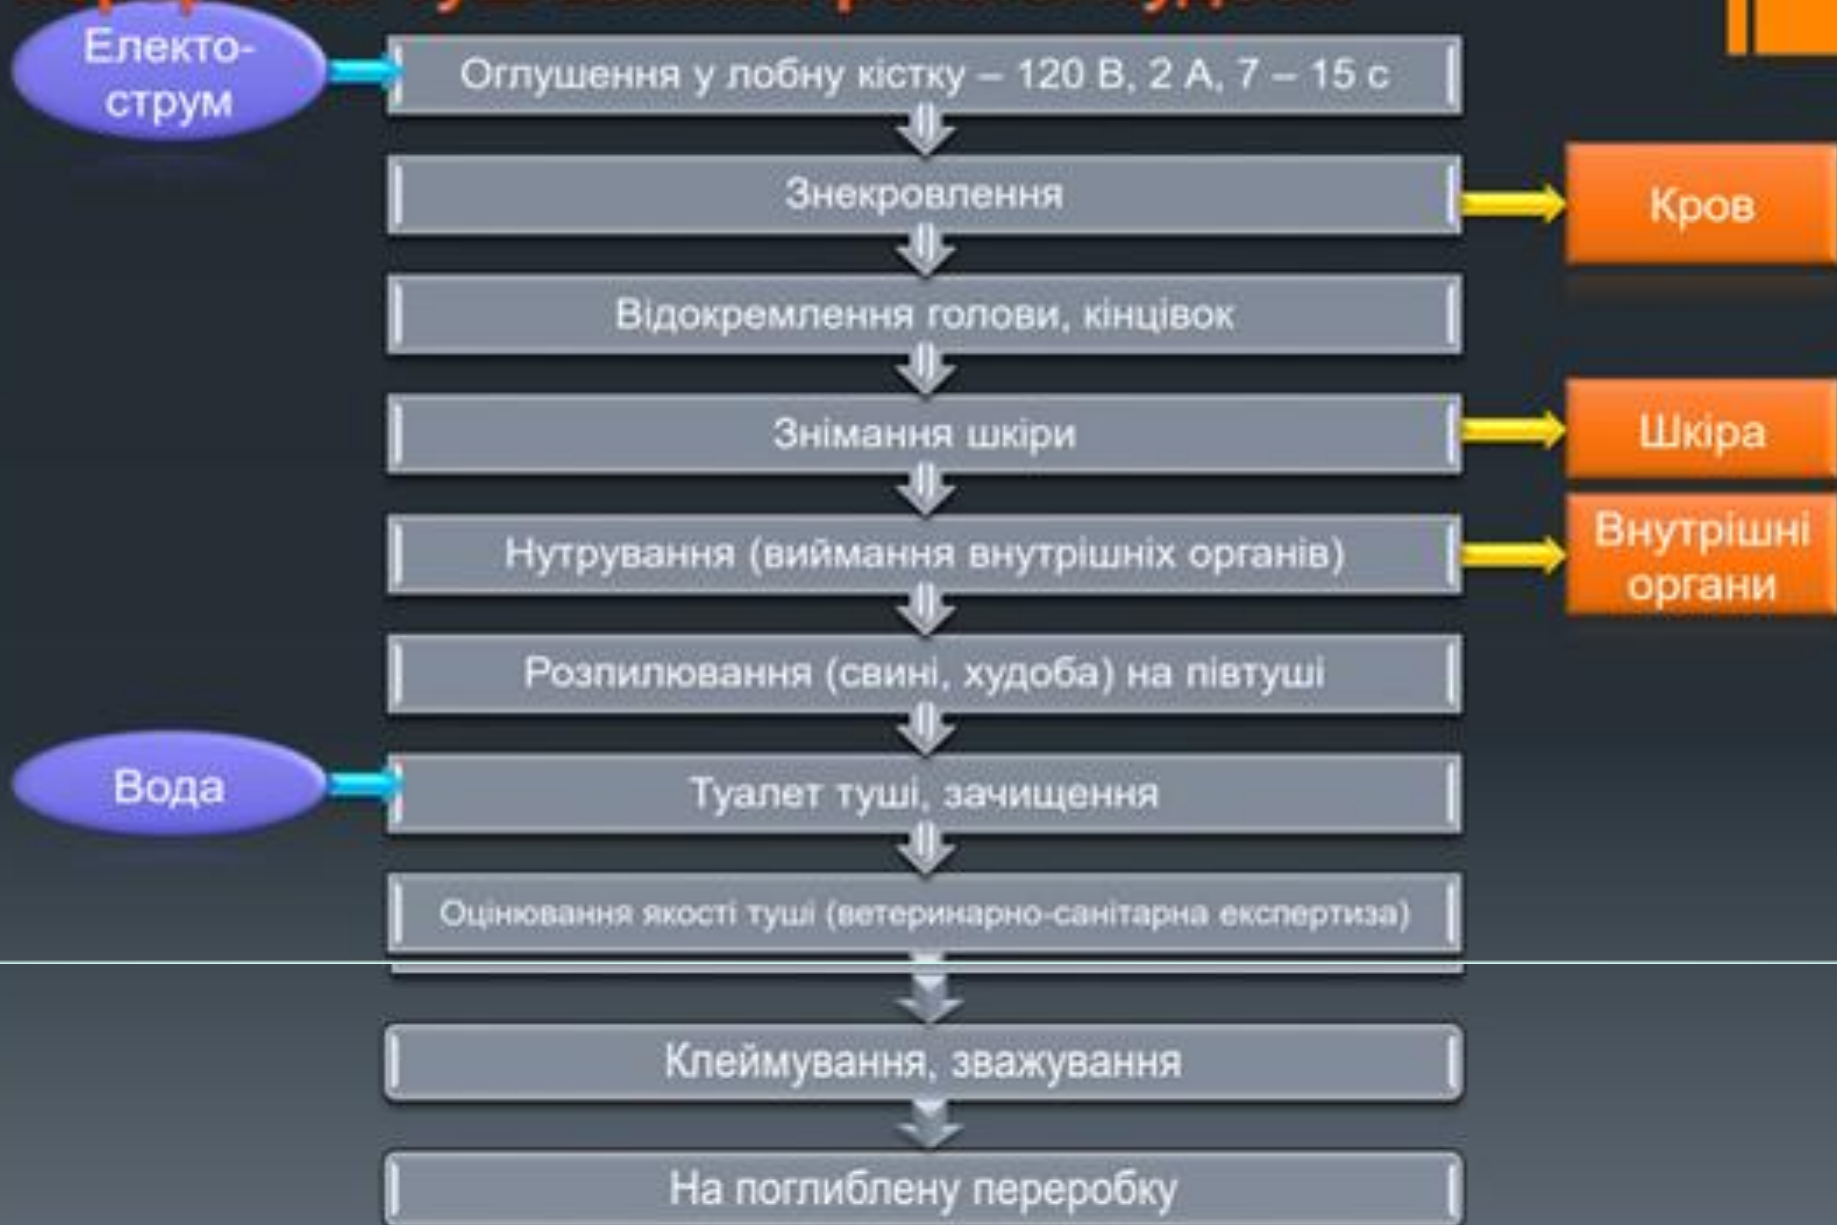 Електо-
струм
Оглушення у лобну кістку – 120 В, 2 А, 7 – 15 с
Знекровлення
Кров
Відокремлення голови, кінцівок
Знімання шкіри
Шкіра
Нутрування (виймання внутрішніх органів)
Внутрішні
органи
Розпилювання (свині, худоба) на півтуші
Вода
Туалет туші, зачищення
Оцінювання якості туші (ветеринарно-санітарна експертиза)
Клеймування, зважування
На поглиблену переробку